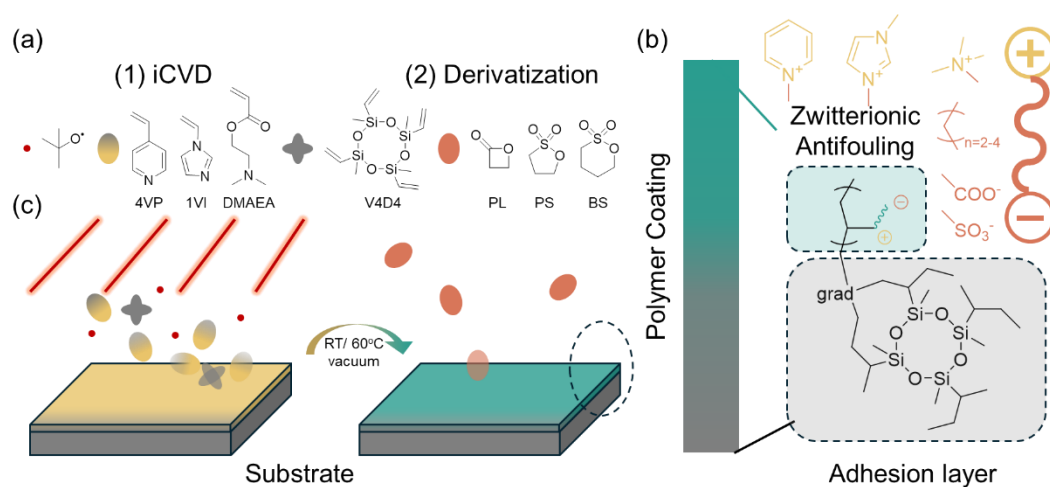 (a)
(1) iCVD
(2) Derivatization
O•
4VP
N
1VI
N
N
DMAEA
O
O
N
V4D4
Si
O
Si
O
Si
O
Si
O
PL
O
O
PS
O
O
S
O
BS
O
O
S
O
(c)
RT/ 60°C
vacuum
Substrate
(b)
Polymer Coating
N+
N
N+
N+
+
Zwitterionic
Antifouling
n=2-4
COO-
SO3-
−
−
+
grad
Si
O
Si
O
Si
O
Si
O
Adhesion layer